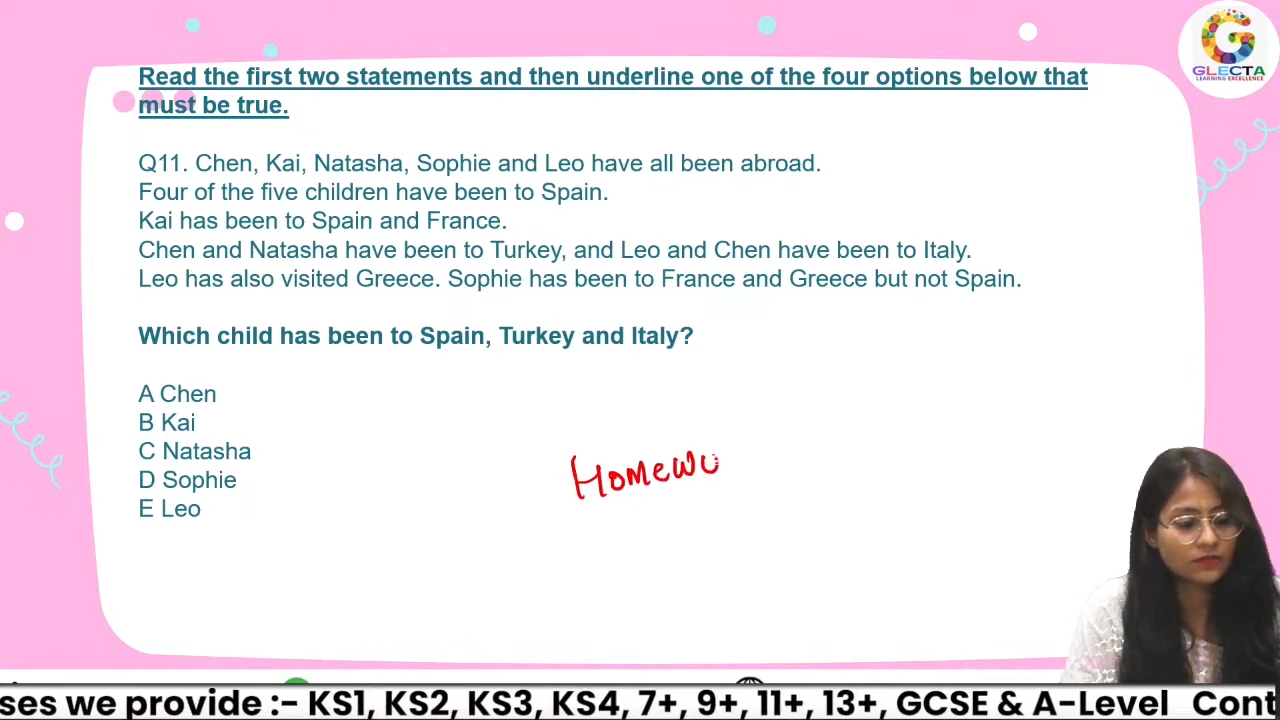 GLECTA
LEARNING EXCELLENCE
Read the first two statements and then underline one of the four options below that
must be true.
Q11. Chen, Kai, Natasha, Sophie and Leo have all been abroad.
Four of the five children have been to Spain.
Kai has been to Spain and France.
Chen and Natasha have been to Turkey, and Leo and Chen have been to Italy.
Leo has also visited Greece. Sophie has been to France and Greece but not Spain.
Which child has been to Spain, Turkey and Italy?
A Chen
B Kai
C Natasha
D Sophie
E Leo
Homewo
ses we provide :- KS1, KS2, KS3, KS4, 7+, 9+, 11+, 13+, GCSE & A-Level Cont